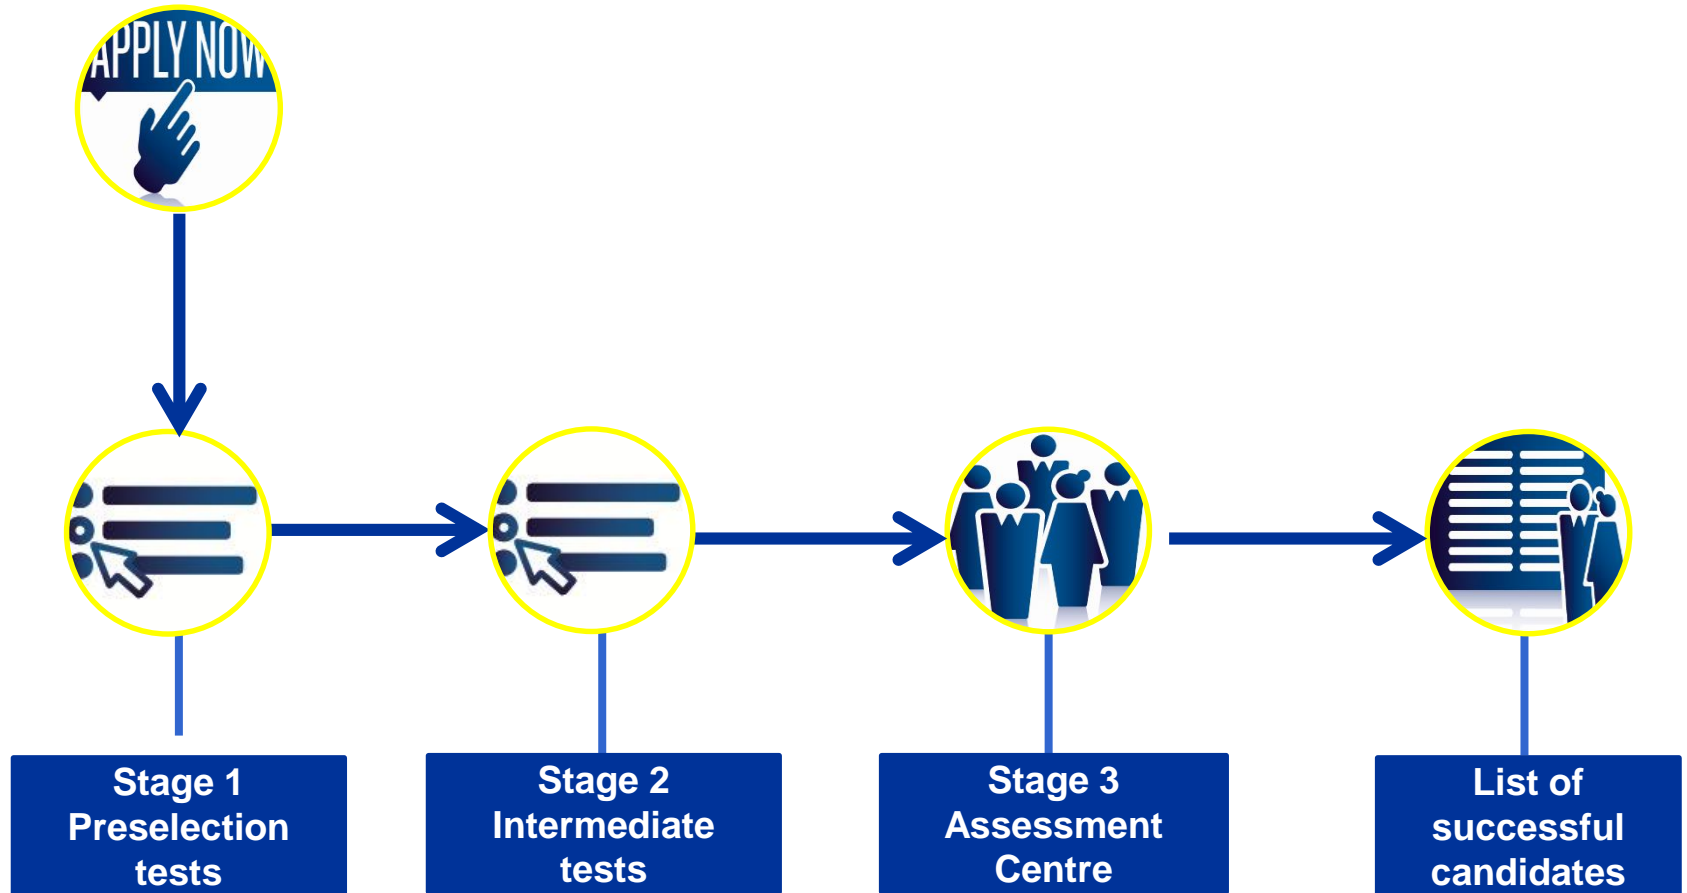 APPLY NOW
Stage 1
Preselection
tests
Stage 2
Intermediate
tests
Stage 3
Assessment
Centre
List of
successful
candidates